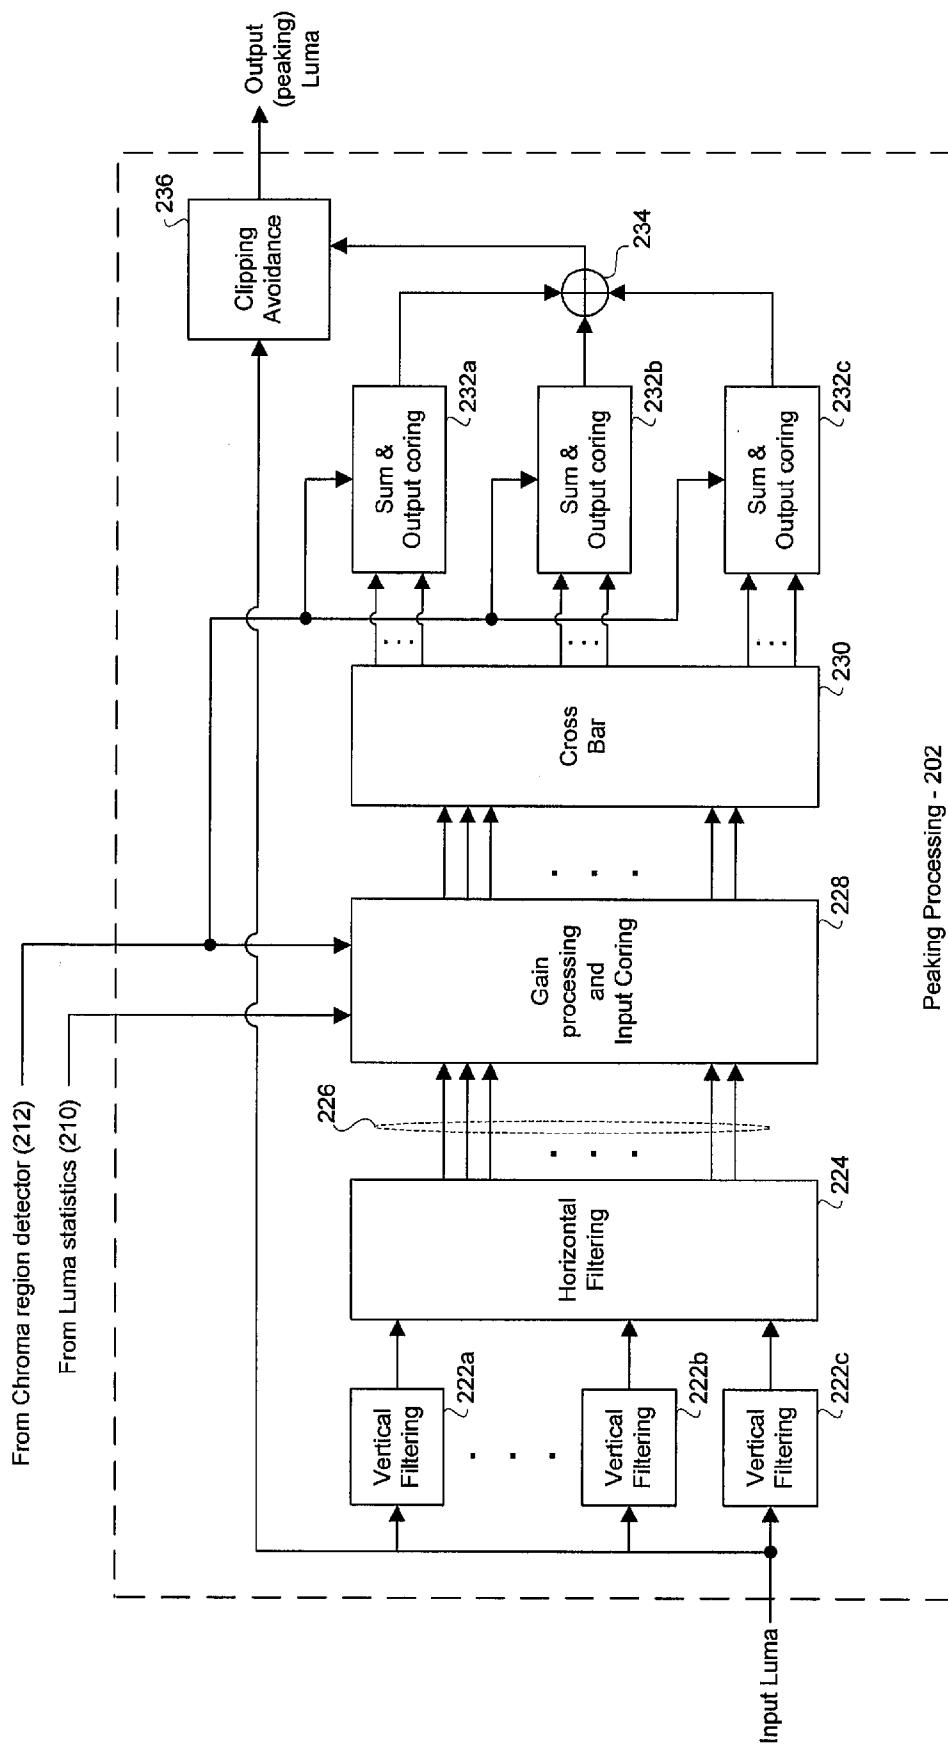 From Chroma region detector (212)
From Luma statistics (210)
Input Luma
Vertical
Filtering
222a
Vertical
Filtering
222b
Vertical
Filtering
222c
Horizontal
Filtering
224
226
Gain
processing
and
Input Coring
228
Cross
Bar
230
Sum &
Output coring
232a
Sum &
Output coring
232b
Sum &
Output coring
232c
234
Clipping
Avoidance
236
Output
(peaking)
Luma
Peaking Processing - 202